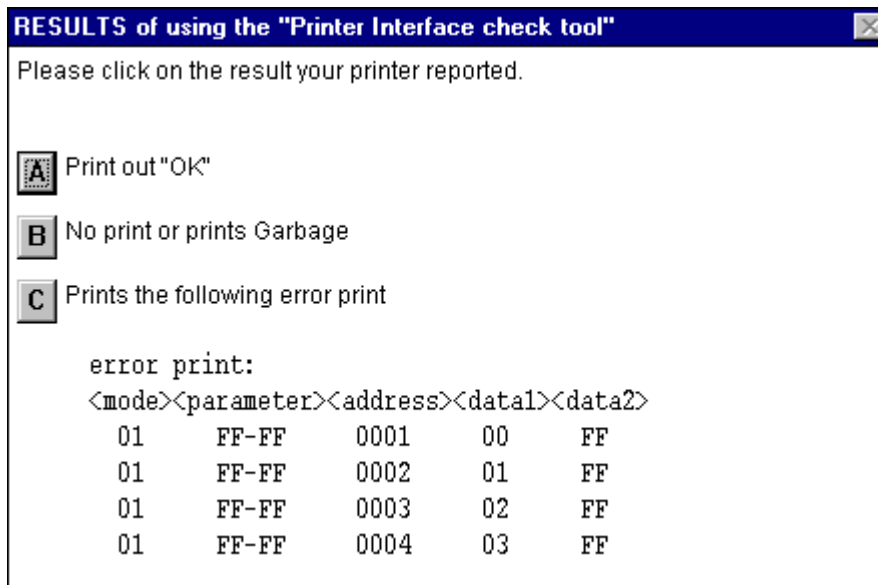 RESULTS of using the "Printer Interface check tool"
Please click on the result your printer reported.
A Print out "OK"
B No print or prints Garbage
C Prints the following error print
error print:
<mode><parameter><address><data1><data2>
01 FF-FF 0001 00 FF
01 FF-FF 0002 01 FF
01 FF-FF 0003 02 FF
01 FF-FF 0004 03 FF